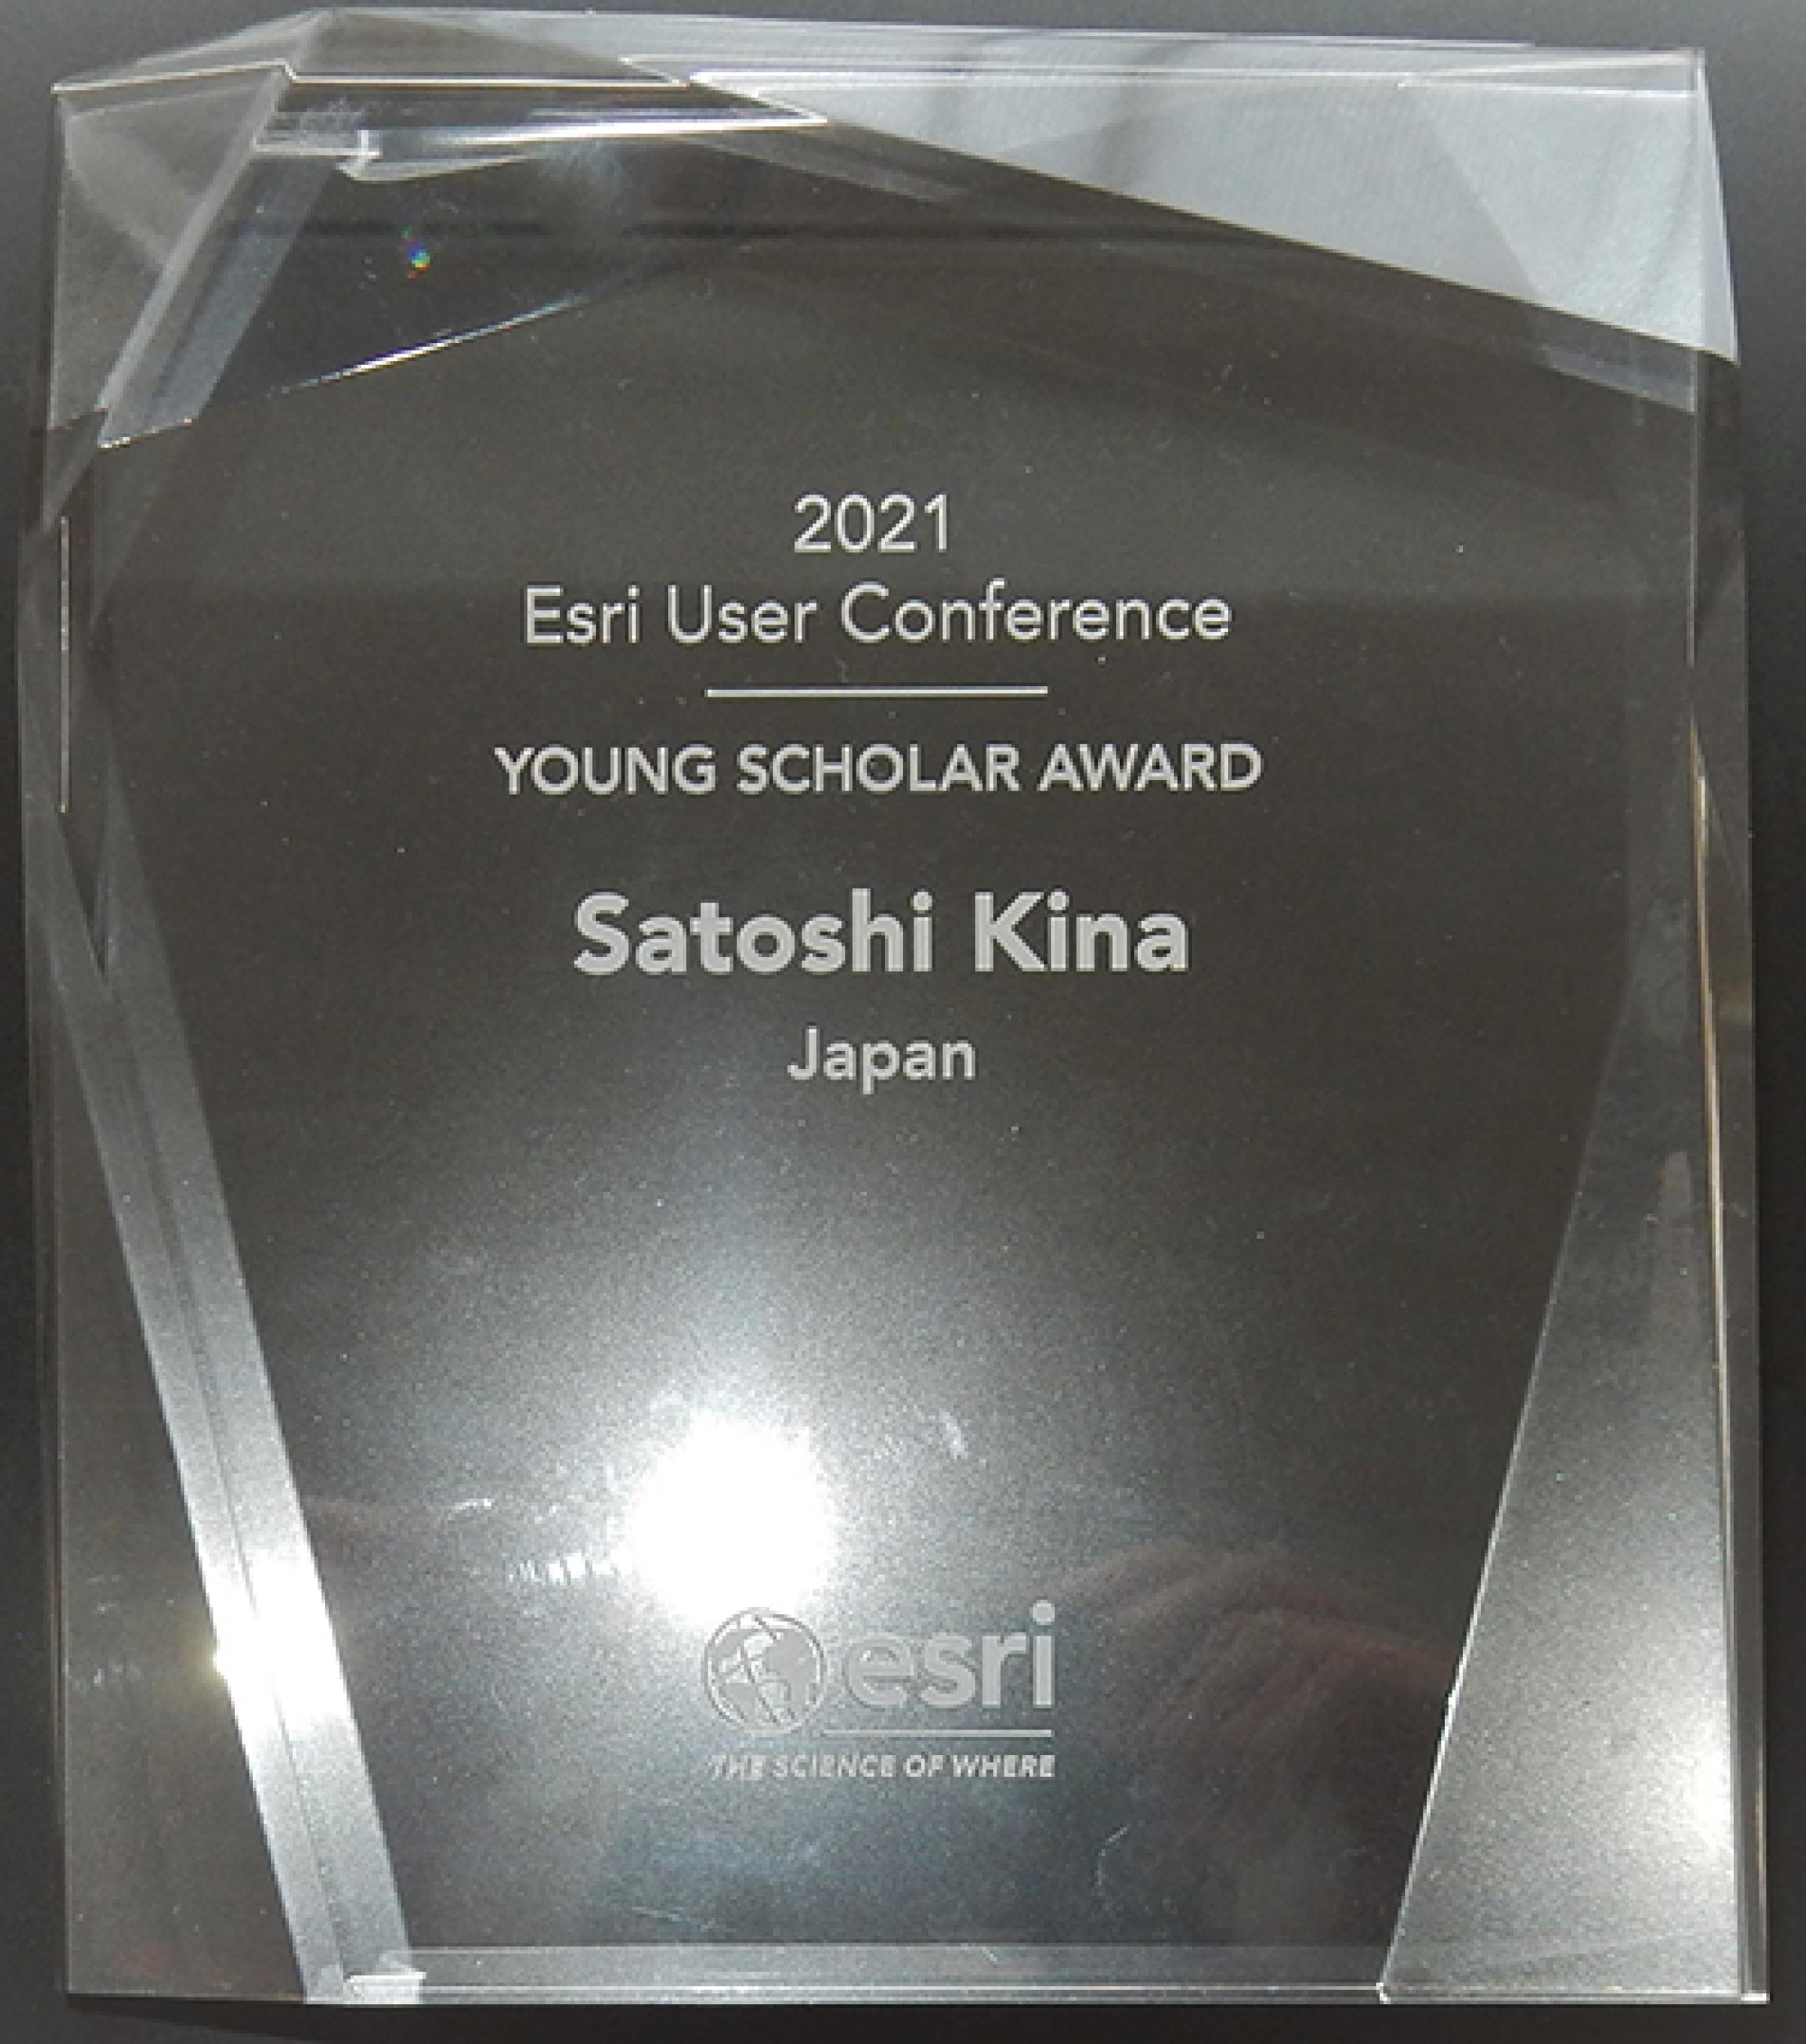 2021
Esri User Conference
YOUNG SCHOLAR AWARD
Satoshi Kina
Japan
esri
THE SCIENCE OF WHERE